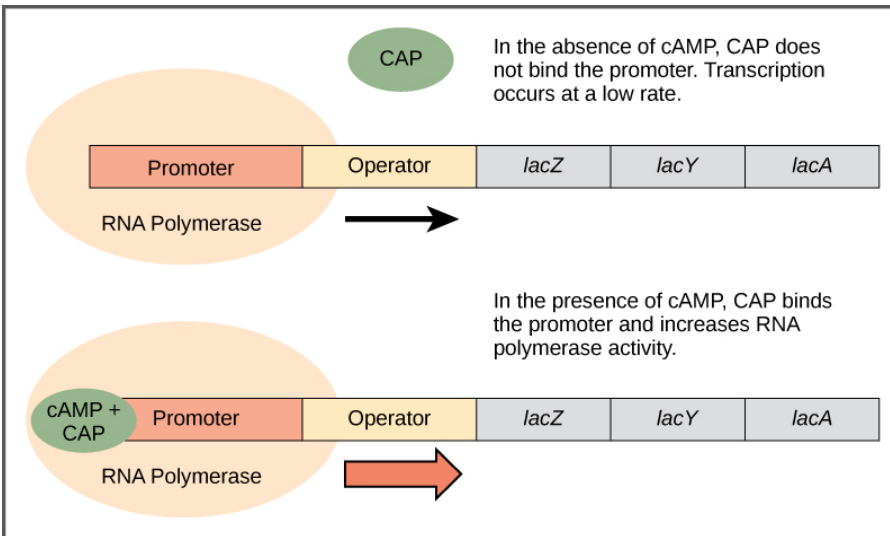 CAP
In the absence of cAMP, CAP does
not bind the promoter. Transcription
occurs at a low rate.
Promoter Operator lacZ lacY lacA
RNA Polymerase
In the presence of cAMP, CAP binds
the promoter and increases RNA
polymerase activity.
cAMP +
CAP
Promoter Operator lacZ lacY lacA
RNA Polymerase